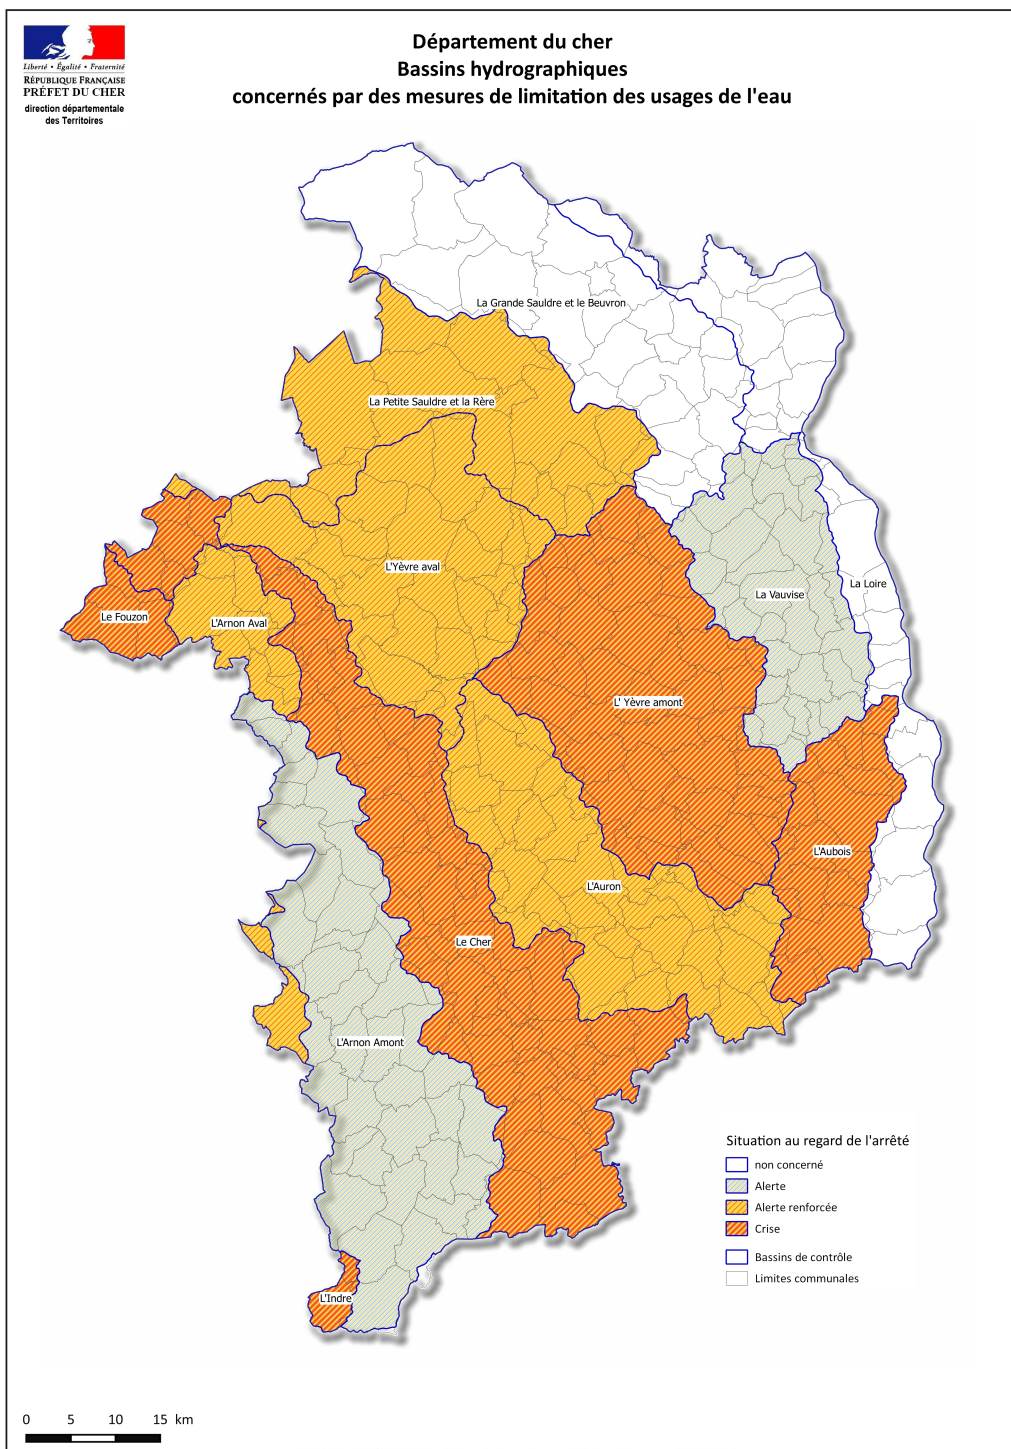 Liberté • Égalité • Fraternité
RÉPUBLIQUE FRANÇAISE
PRÉFET DU CHER
direction départementale
des Territoires
Département du cher
Bassins hydrographiques
concernés par des mesures de limitation des usages de l'eau
La Grande Sauldre et le Beuvron
La Petite Sauldre et la Rère
L'Yèvre aval
La Vauvise
La Loire
Le Fouzon
L'Arnon Aval
L' Yèvre amont
L'Aubois
L'Auron
Le Cher
L'Arnon Amont
L'Indre
Situation au regard de l'arrêté
non concerné
Alerte
Alerte renforcée
Crise
Bassins de contrôle
Limites communales
0 5 10 15 km